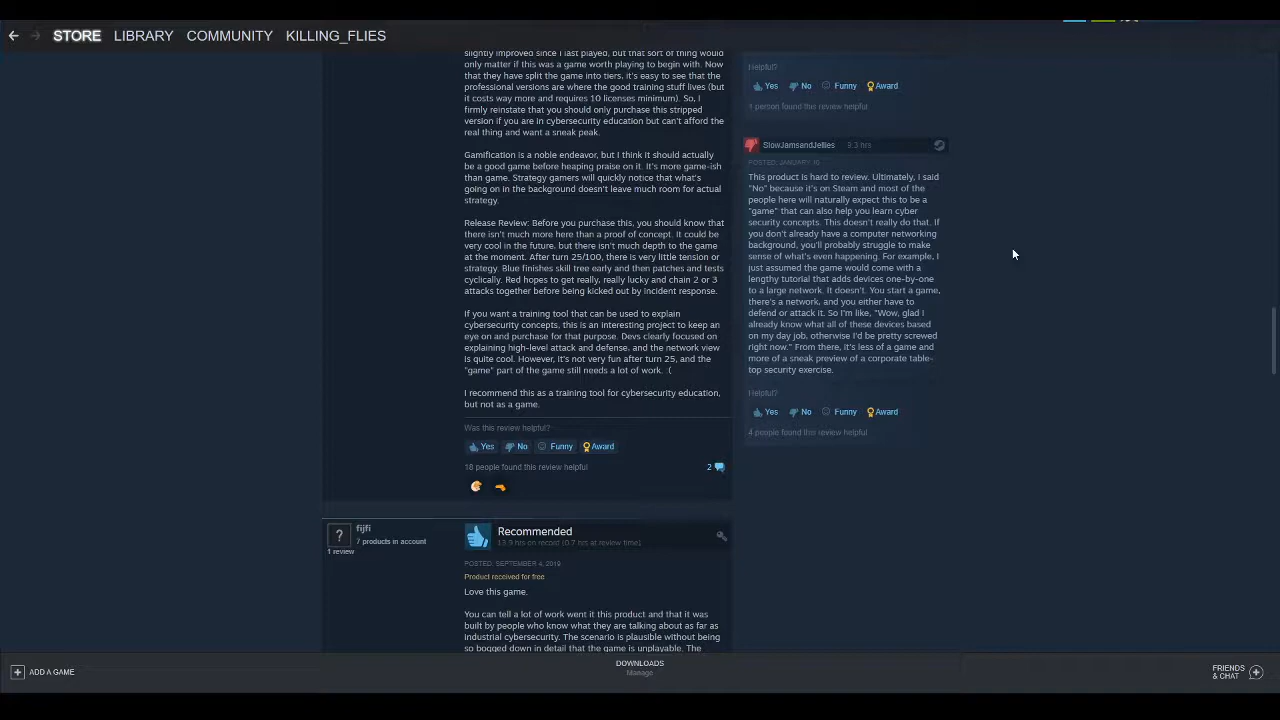 STORE LIBRARY COMMUNITY KILLING_FLIES
slightly improved since I last played, but that sort of thing would
only matter if this was a game worth playing to begin with. Now
that they have split the game into tiers, it's easy to see that the
professional versions are where the good training stuff lives (but
it costs way more and requires 10 licenses minimum). So, I
firmly reinstate that you should only purchase this stripped
version if you are in cybersecurity education but can't afford the
real thing and want a sneak peak.
Gamification is a noble endeavor, but I think it should actually
be a good game before heaping praise on it. It's more game-ish
than game. Strategy gamers will quickly notice that what's
going on in the background doesn't leave much room for actual
strategy.
Release Review: Before you purchase this, you should know that
there isn't much more here than a proof of concept. It could be
very cool in the future, but there isn't much depth to the game
at the moment. After turn 25/100, there is very little tension or
strategy. Blue finishes skill tree early and then patches and tests
cyclically. Red hopes to get really, really lucky and chain 2 or 3
attacks together before being kicked out by incident response.
If you want a training tool that can be used to explain
cybersecurity concepts, this is an interesting project to keep an
eye on and purchase for that purpose. Devs clearly focused on
explaining high-level attack and defense, and the network view
is quite cool. However, it's not very fun after turn 25, and the
"game" part of the game still needs a lot of work. :(
I recommend this as a training tool for cybersecurity education,
but not as a game.
Was this review helpful?
Yes No Funny Award
18 people found this review helpful
2
fijfi
7 products in account
1 review
Recommended
13.9 hrs on record (0.7 hrs at review time)
POSTED: SEPTEMBER 4, 2019
Product received for free
Love this game.
You can tell a lot of work went it this product and that it was
built by people who know what they are talking about as far as
industrial cybersecurity. The scenario is plausible without being
so bogged down in detail that the game is unplayable. The
Helpful?
Yes No Funny Award
1 person found this review helpful
SlowJamsandJellies 9.3 hrs
POSTED: JANUARY 16
This product is hard to review. Ultimately, I said
"No" because it's on Steam and most of the
people here will naturally expect this to be a
"game" that can also help you learn cyber
security concepts. This doesn't really do that. If
you don't already have a computer networking
background, you'll probably struggle to make
sense of what's even happening. For example, I
just assumed the game would come with a
lengthy tutorial that adds devices one-by-one
to a large network. It doesn't. You start a game,
there's a network, and you either have to
defend or attack it. So I'm like, "Wow, glad I
already know what all of these devices based
on my day job, otherwise I'd be pretty screwed
right now." From there, it's less of a game and
more of a sneak preview of a corporate table-
top security exercise.
Helpful?
Yes No Funny Award
4 people found this review helpful
ADD A GAME
DOWNLOADS
Manage
FRIENDS
& CHAT